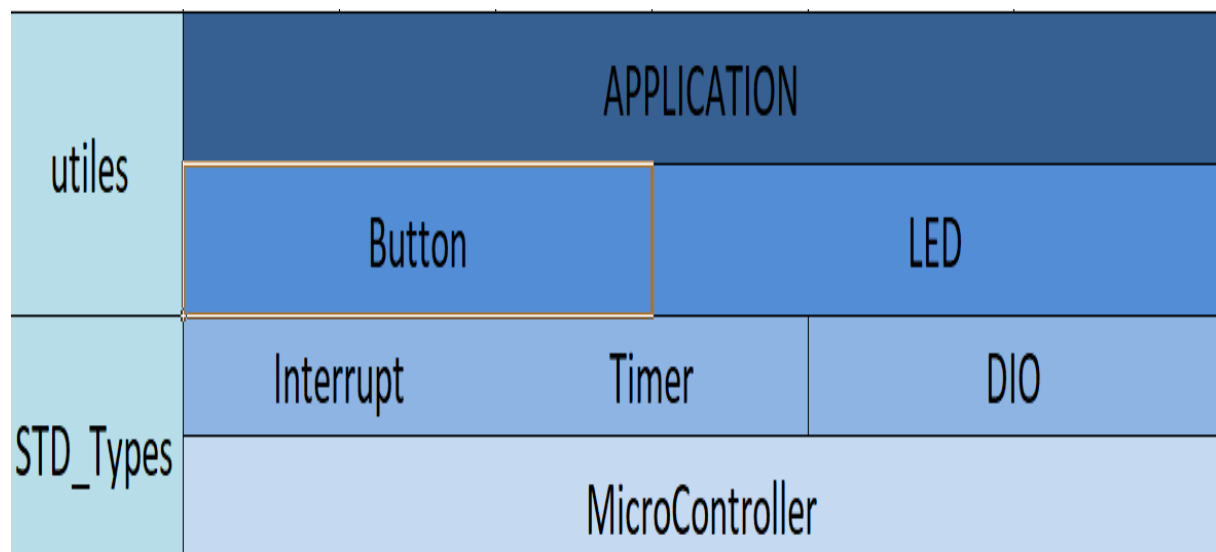 APPLICATION
utiles
Button
LED
Interrupt
Timer
DIO
STD_Types
MicroController